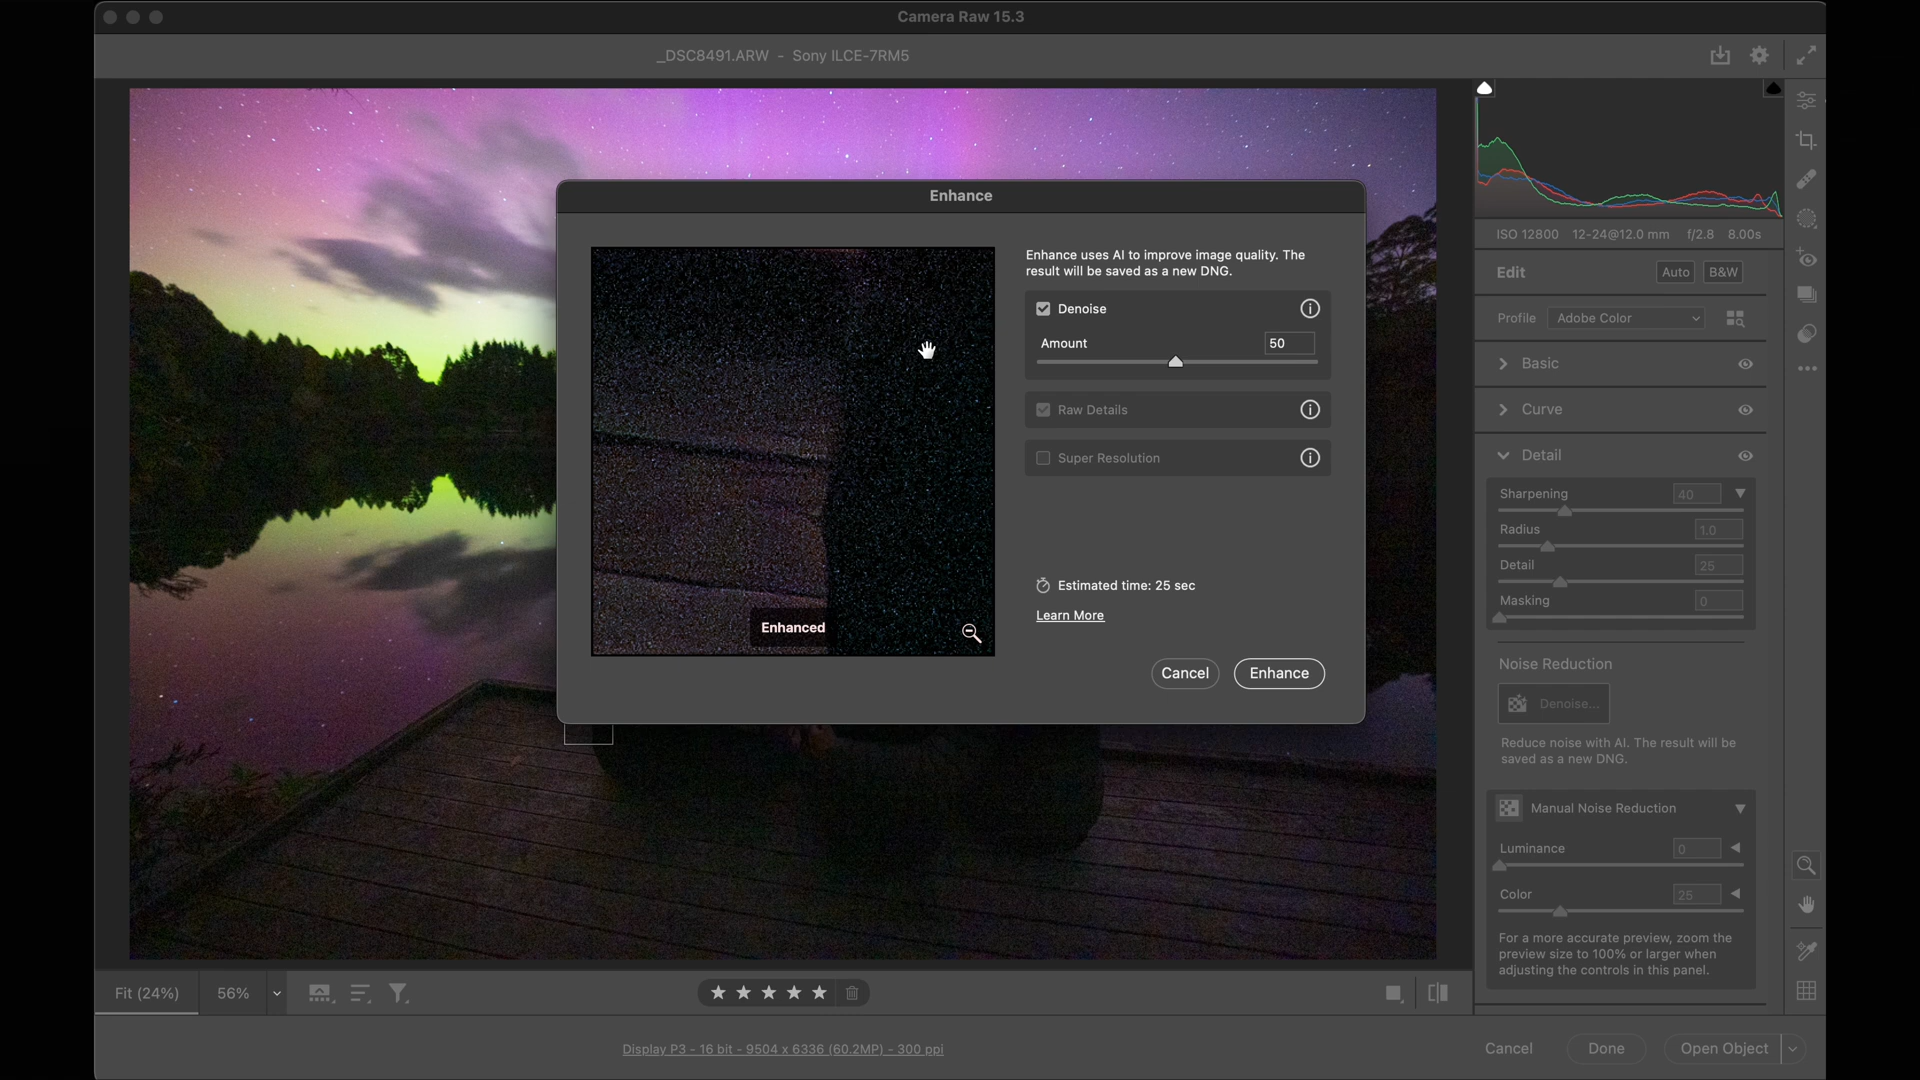 Camera Raw 15.3
_DSC8491.ARW - Sony ILCE-7RM5
Enhance
Enhance uses AI to improve image quality. The
result will be saved as a new DNG.
Denoise
Amount 50
Raw Details
Super Resolution
Estimated time: 25 sec
Learn More
Enhanced
Cancel Enhance
ISO 12800 12-24@12.0 mm f/2.8 8.00s
Edit Auto B&W
Profile Adobe Color
Basic
Curve
Detail
Sharpening 40
Radius 1.0
Detail 25
Masking 0
Noise Reduction
Denoise...
Reduce noise with AI. The result will be
saved as a new DNG.
Manual Noise Reduction
Luminance 0
Color 25
For a more accurate preview, zoom the
preview size to 100% or larger when
adjusting the controls in this panel.
Fit (24%) 56%
Display P3 - 16 bit - 9504 x 6336 (60.2MP) - 300 ppi
Cancel Done Open Object